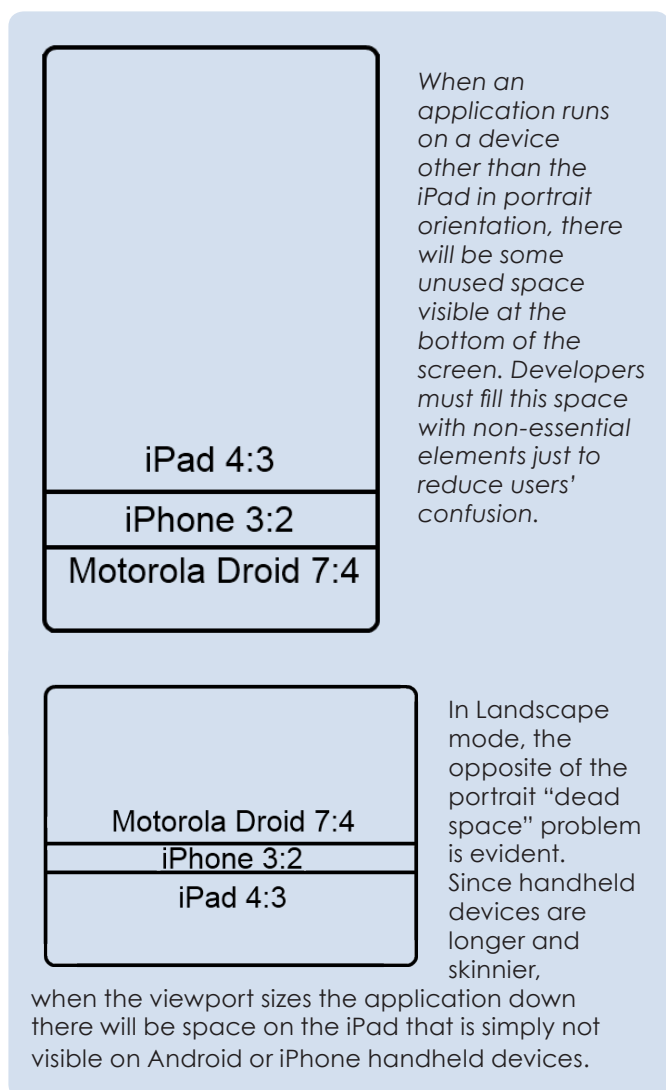 When an
application runs
on a device
other than the
iPad in portrait
orientation, there
will be some
unused space
visible at the
bottom of the
screen. Developers
must fill this space
with non-essential
elements just to
reduce users'
confusion.
iPad 4:3
iPhone 3:2
Motorola Droid 7:4
In Landscape
mode, the
opposite of the
portrait “dead
space” problem
is evident.
Since handheld
devices are
longer and
skinnier,
when the viewport sizes the application down
there will be space on the iPad that is simply not
visible on Android or iPhone handheld devices.
Motorola Droid 7:4
iPhone 3:2
iPad 4:3